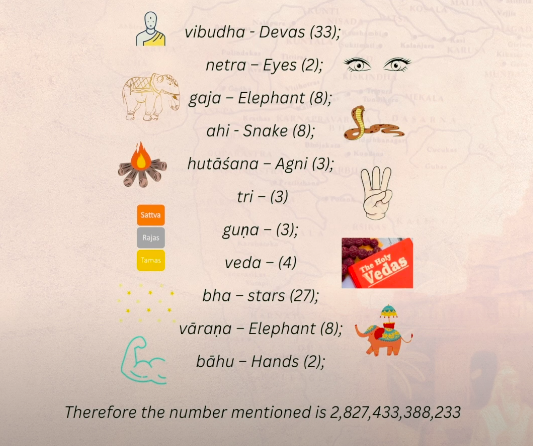 vibudha - Devas (33);
netra – Eyes (2);
gaja – Elephant (8);
ahi - Snake (8);
hutāśana – Agni (3);
tri – (3)
Sattva
guṇa – (3);
Rajas
Tamas
The Holy
Vedas
veda – (4)
bha – stars (27);
vāraṇa – Elephant (8);
bāhu – Hands (2);
Therefore the number mentioned is 2,827,433,388,233